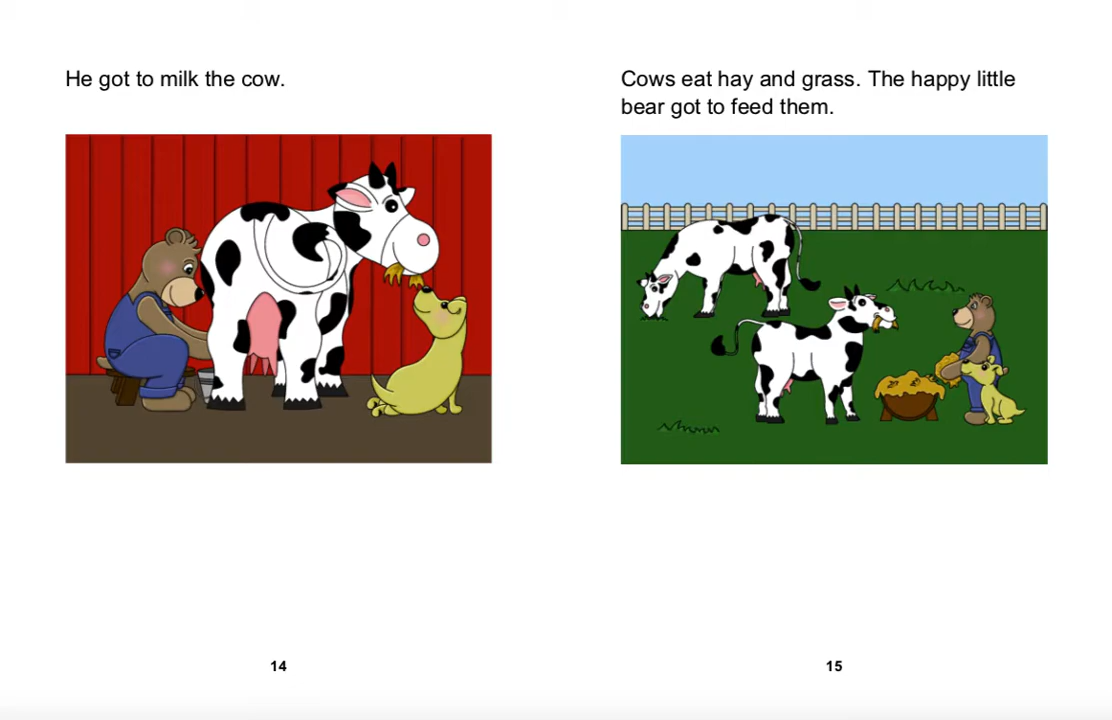 He got to milk the cow.
Cows eat hay and grass. The happy little
bear got to feed them.
14
15